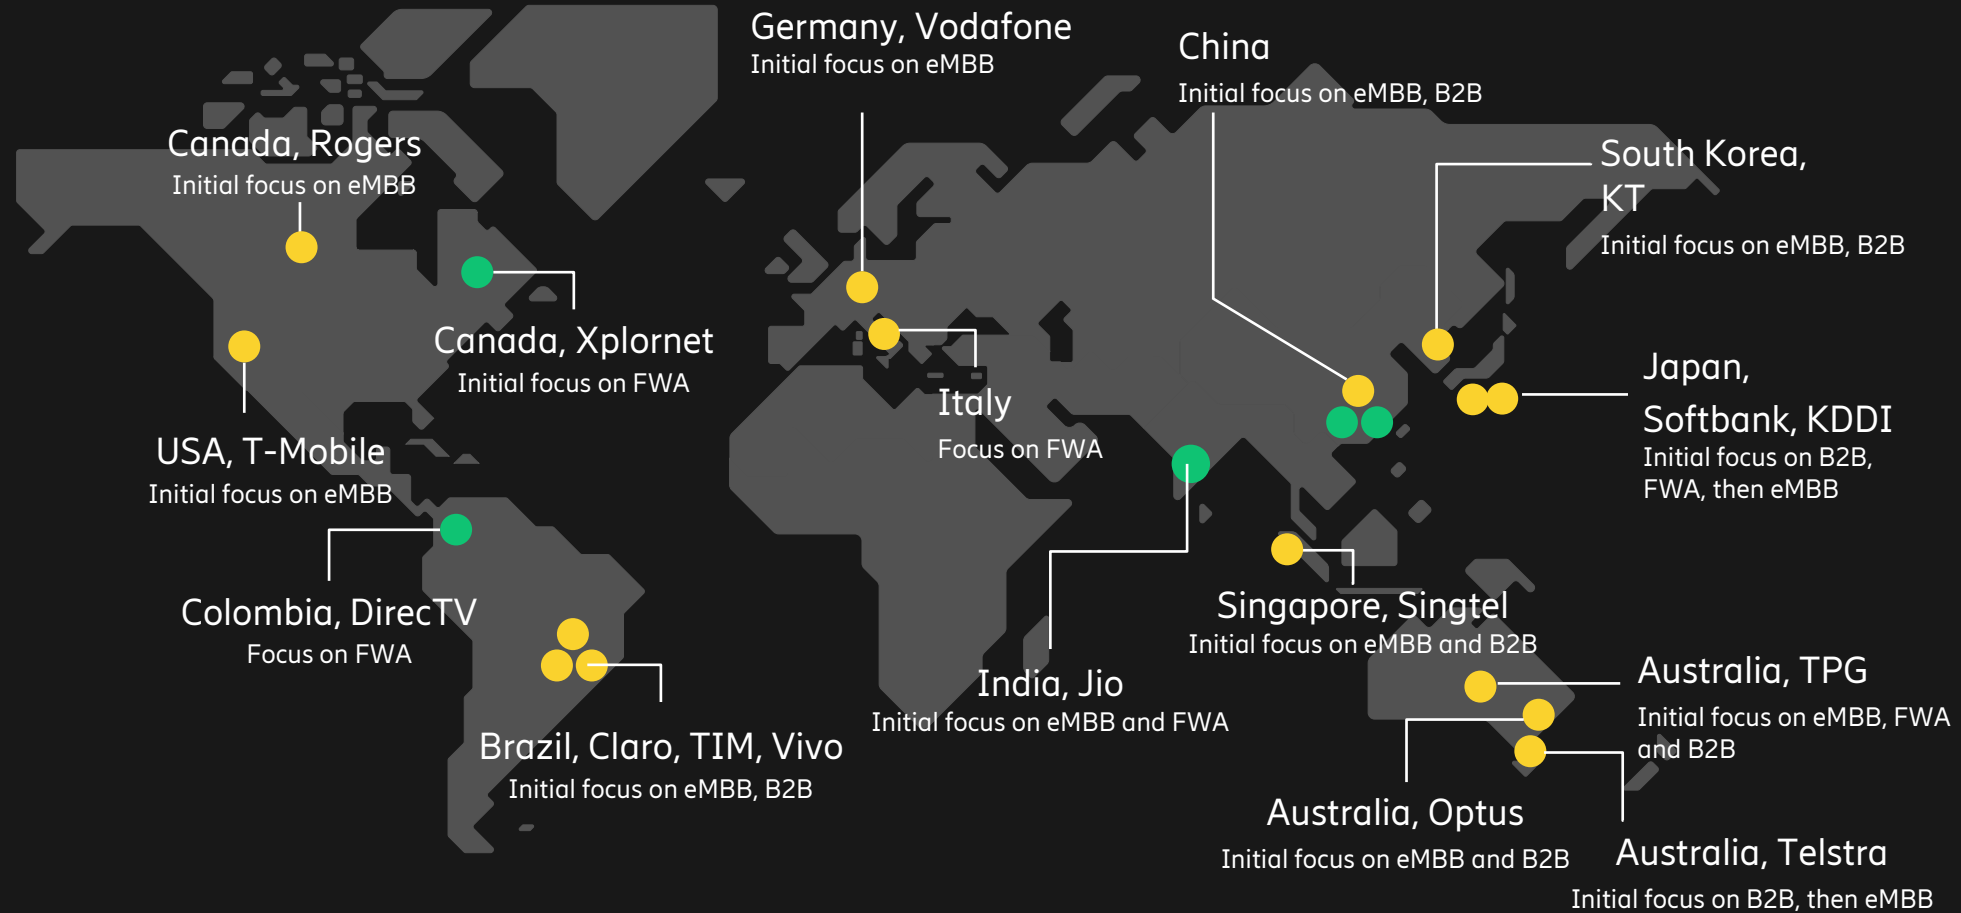 Germany, Vodafone
Initial focus on eMBB
China
Initial focus on eMBB, B2B
Canada, Rogers
Initial focus on eMBB
South Korea,
KT
Initial focus on eMBB, B2B
Canada, Xplornet
Initial focus on FWA
Italy
Focus on FWA
Japan,
Softbank, KDDI
Initial focus on B2B,
FWA, then eMBB
USA, T-Mobile
Initial focus on eMBB
Colombia, DirecTV
Focus on FWA
Singapore, Singtel
Initial focus on eMBB and B2B
India, Jio
Initial focus on eMBB and FWA
Australia, TPG
Initial focus on eMBB, FWA
and B2B
Brazil, Claro, TIM, Vivo
Initial focus on eMBB, B2B
Australia, Optus
Initial focus on eMBB and B2B
Australia, Telstra
Initial focus on B2B, then eMBB